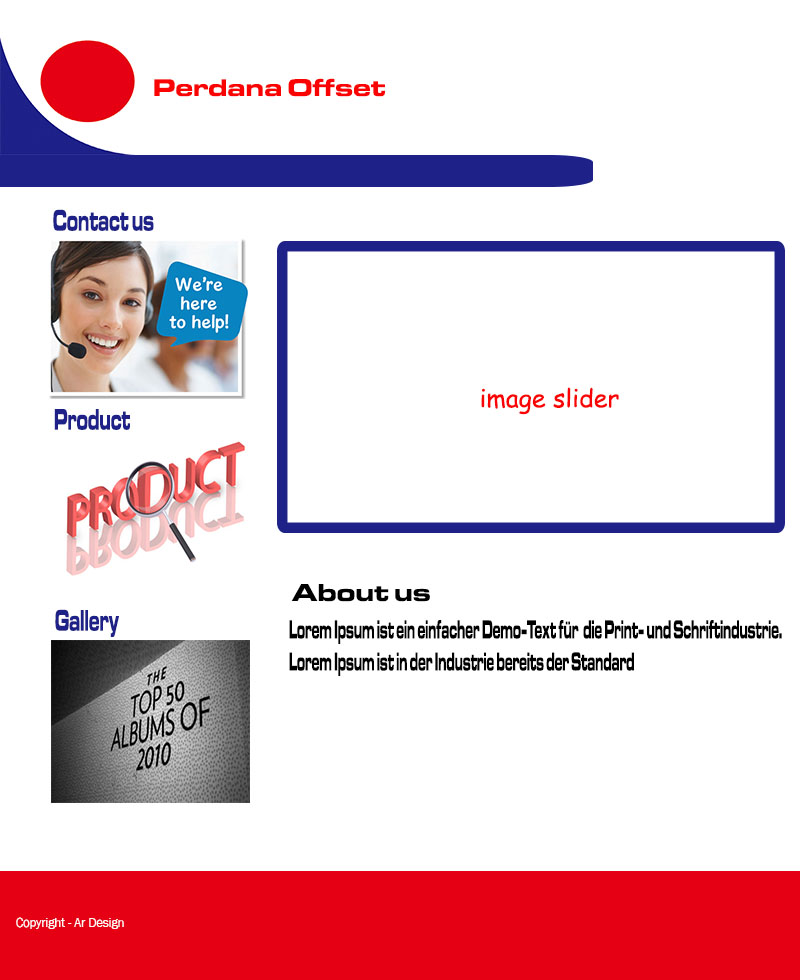 Perdana Offset
Contact us
We're
here
to help!
Product
PRODUCT
Gallery
THE
TOP 50
ALBUMS OF
2010
image slider
About us
Lorem Ipsum ist ein einfacher Demo-Text für die Print- und Schriftindustrie.
Lorem Ipsum ist in der Industrie bereits der Standard
Copyright - Ar Design